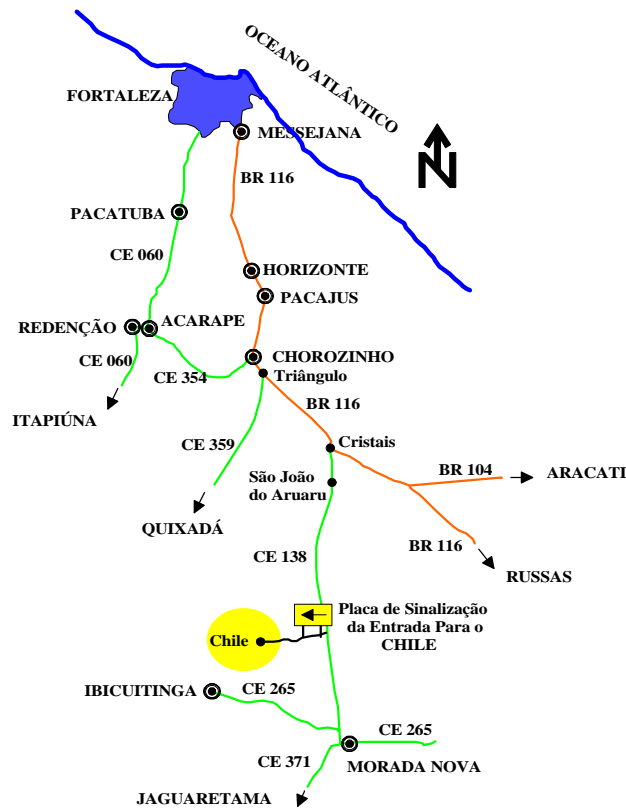 OCEANO ATLÂNTICO
FORTALEZA
MESSEJANA
N
BR 116
PACATUBA
CE 060
HORIZONTE
PACAJUS
REDENÇÃO
ACARAPE
CHOROZINHO
CE 060
CE 354
Triângulo
ITAPIÚNA
BR 116
CE 359
Cristais
BR 104
ARACATI
São João
do Aruaru
QUIXADÁ
BR 116
CE 138
RUSSAS
Placa de Sinalização
da Entrada Para o
CHILE
Chile
IBICUITINGA
CE 265
CE 265
CE 371
MORADA NOVA
JAGUARETAMA